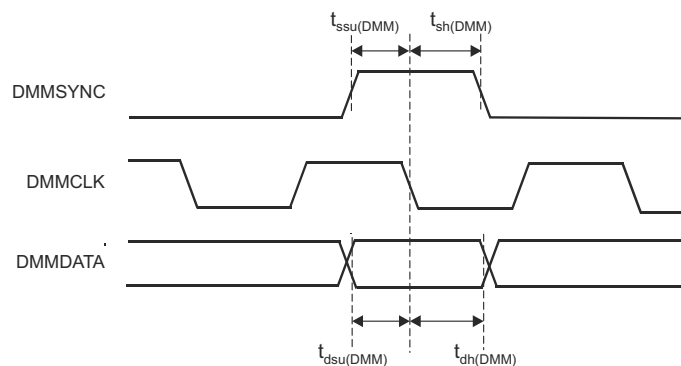 tssu(DMM) tsh(DMM)
DMMSYNC
DMMCLK
DMMDATA
tdsu(DMM) tdh(DMM)